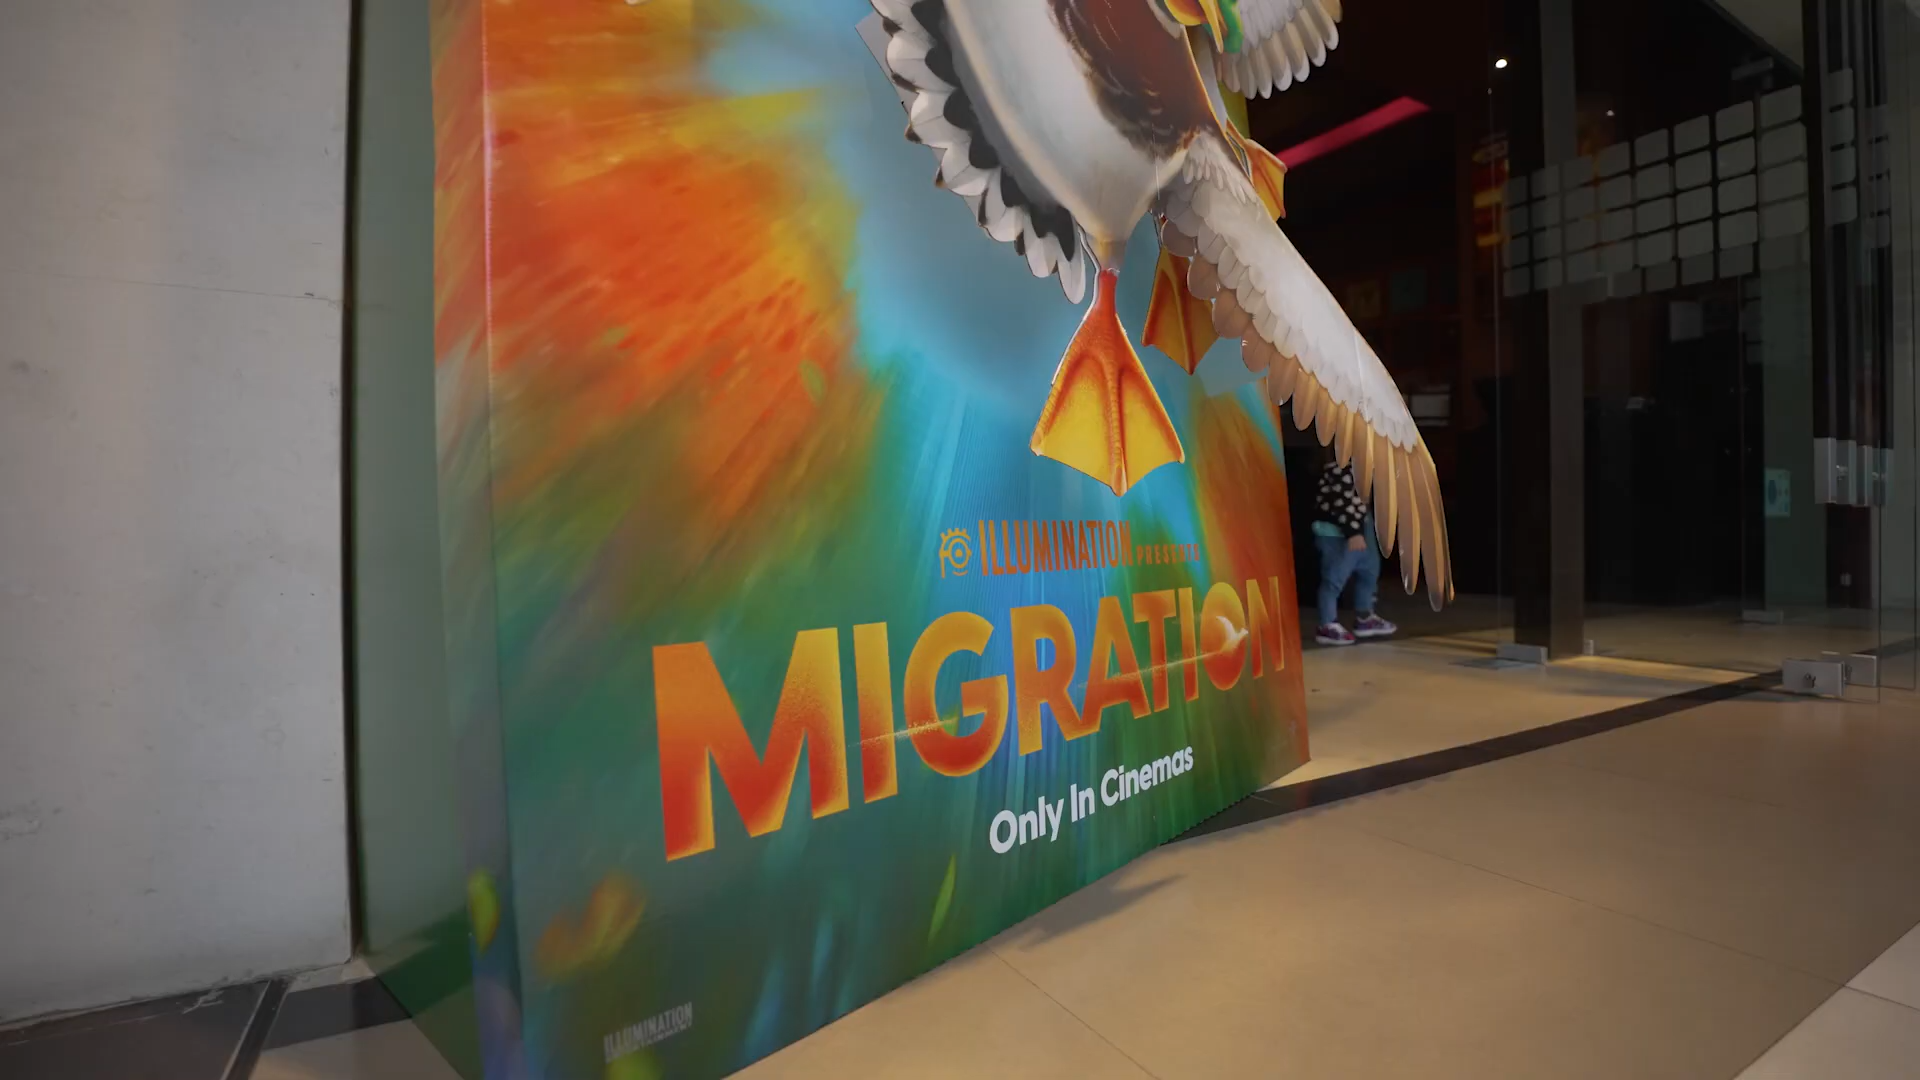 ILLUMINATION PRESENTS
MIGRATION
Only In Cinemas
ILLUMINATION